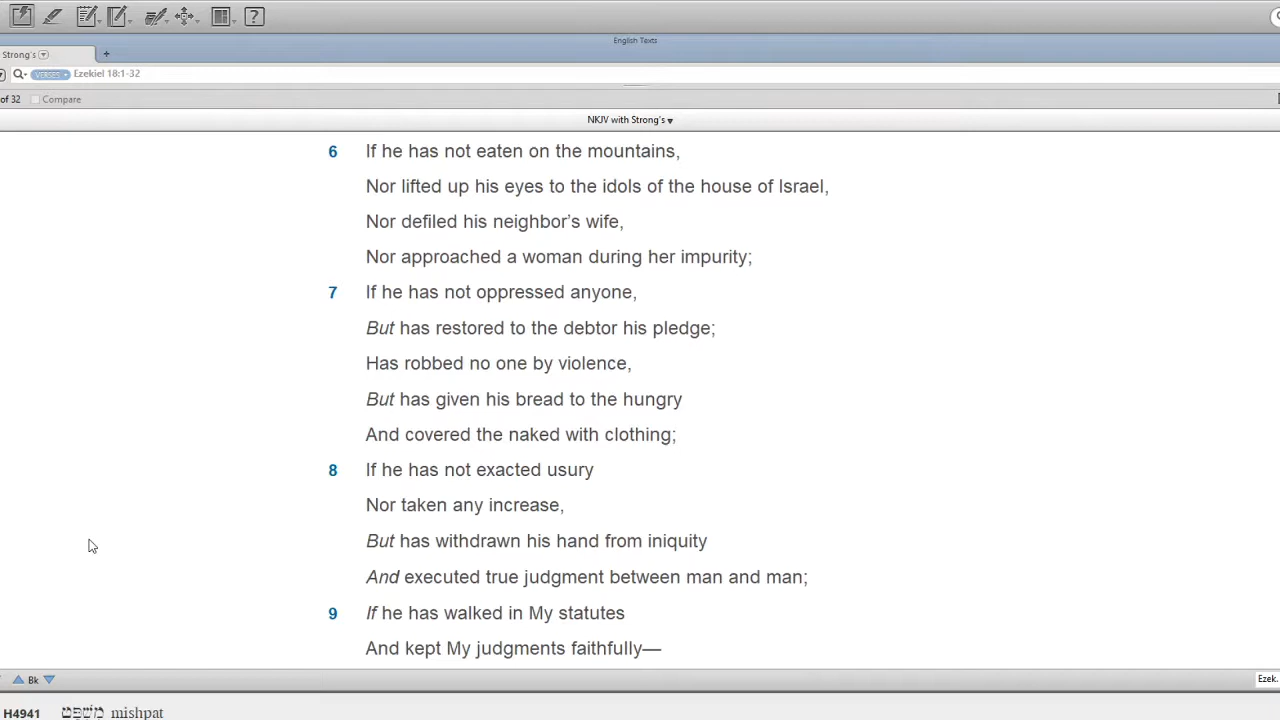 English Texts
Strong's
+
VERSES Ezekiel 18:1-32
of 32 Compare
NKJV with Strong's
6 If he has not eaten on the mountains,
Nor lifted up his eyes to the idols of the house of Israel,
Nor defiled his neighbor’s wife,
Nor approached a woman during her impurity;
7 If he has not oppressed anyone,
But has restored to the debtor his pledge;
Has robbed no one by violence,
But has given his bread to the hungry
And covered the naked with clothing;
8 If he has not exacted usury
Nor taken any increase,
But has withdrawn his hand from iniquity
And executed true judgment between man and man;
9 If he has walked in My statutes
And kept My judgments faithfully—
Bk
Ezek.
H4941 מִשְׁפָּט mishpat